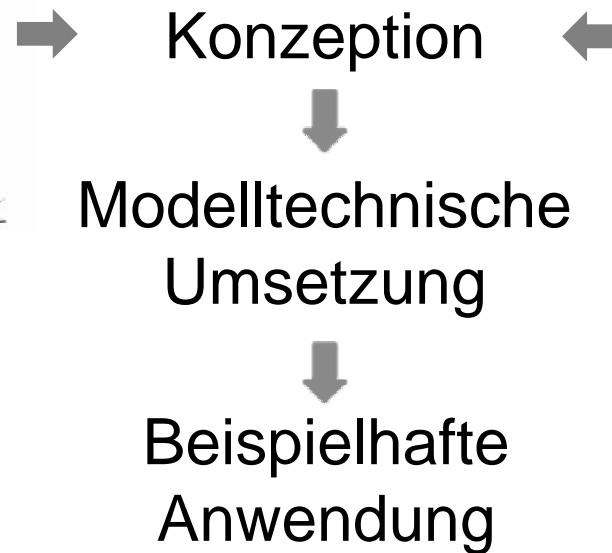 Konzeption
Modelltechnische
Umsetzung
Beispielhafte
Anwendung